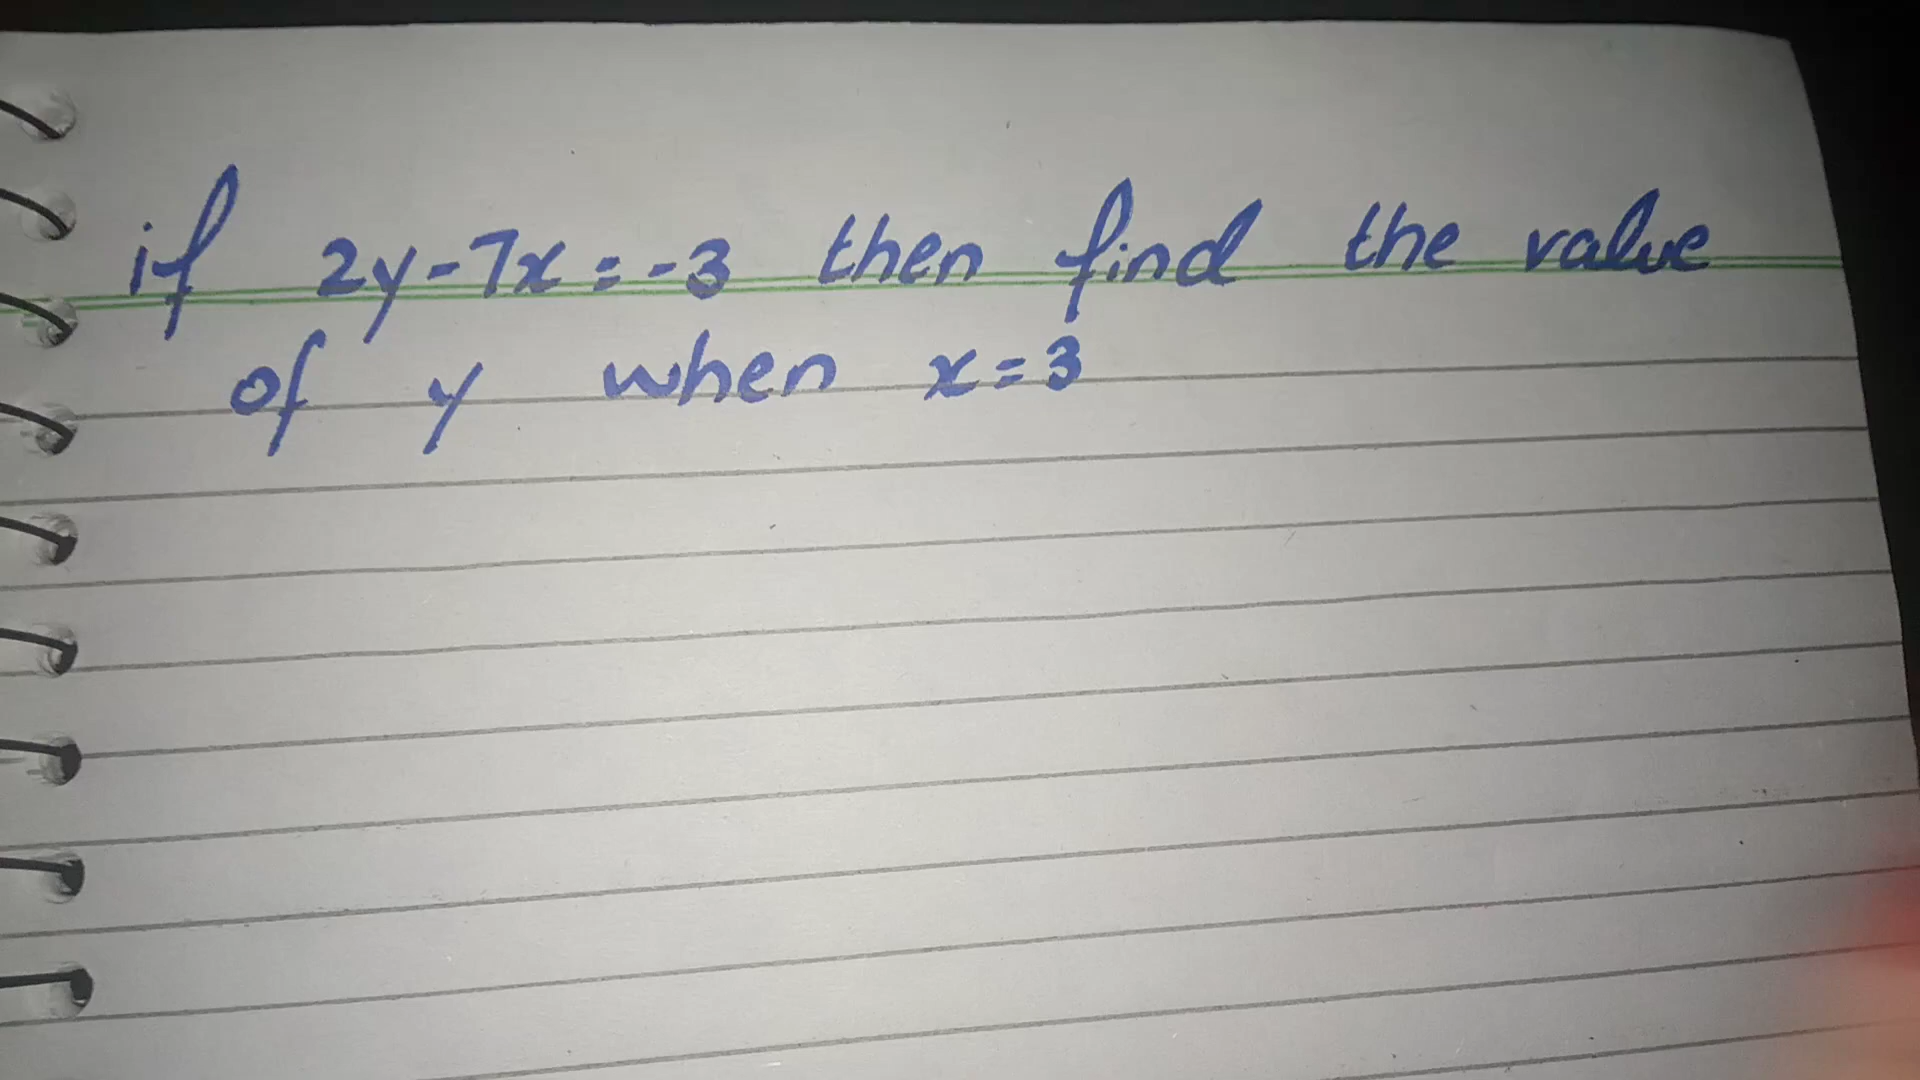 if 2y-7x=-3 then find the value
of y when x=3